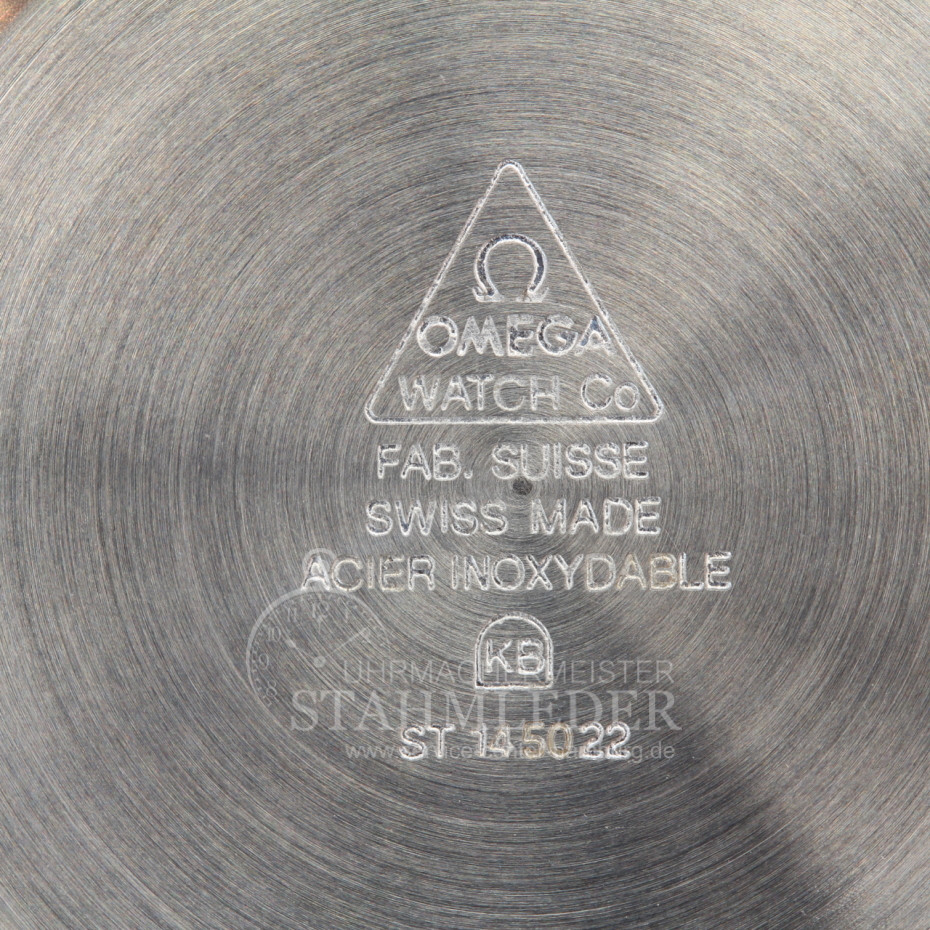 Ω
OMEGA
WATCH Co
FAB. SUISSE
SWISS MADE
ACIER INOXYDABLE
KB
UHRMACHERMEISTER
STAHMLEDER
ST 145022